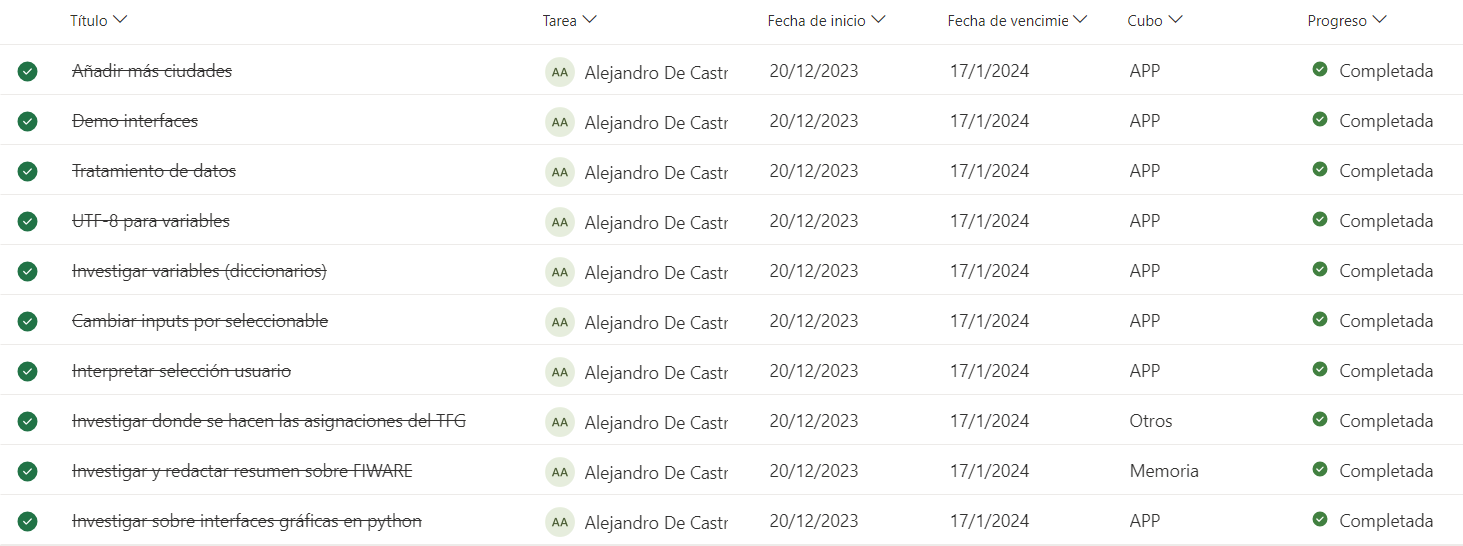 Título Tarea Fecha de inicio Fecha de vencimie Cubo Progreso
Añadir más ciudades AA Alejandro De Castr 20/12/2023 17/1/2024 APP Completada
Demo interfaces AA Alejandro De Castr 20/12/2023 17/1/2024 APP Completada
Tratamiento de datos AA Alejandro De Castr 20/12/2023 17/1/2024 APP Completada
UTF-8 para variables AA Alejandro De Castr 20/12/2023 17/1/2024 APP Completada
Investigar variables (diccionarios) AA Alejandro De Castr 20/12/2023 17/1/2024 APP Completada
Cambiar inputs por seleccionable AA Alejandro De Castr 20/12/2023 17/1/2024 APP Completada
Interpretar selección usuario AA Alejandro De Castr 20/12/2023 17/1/2024 APP Completada
Investigar donde se hacen las asignaciones del TFG AA Alejandro De Castr 20/12/2023 17/1/2024 Otros Completada
Investigar y redactar resumen sobre FIWARE AA Alejandro De Castr 20/12/2023 17/1/2024 Memoria Completada
Investigar sobre interfaces gráficas en python AA Alejandro De Castr 20/12/2023 17/1/2024 APP Completada